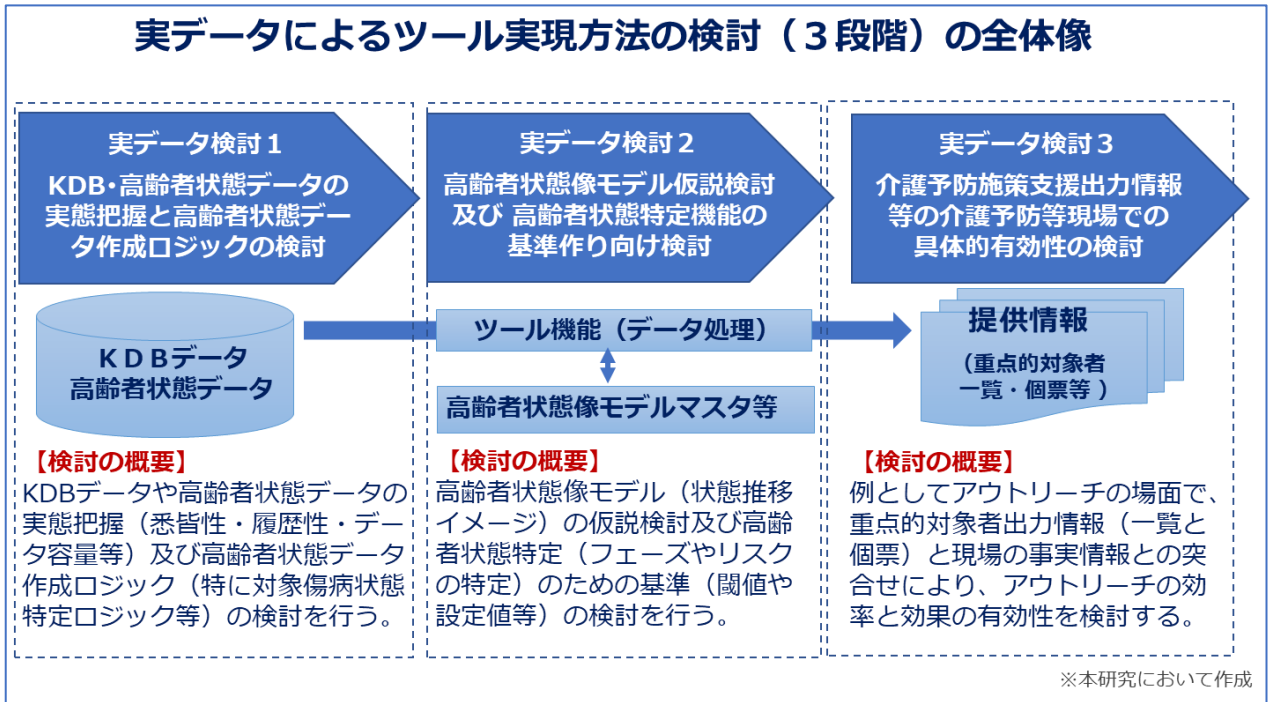 実データによるツール実現方法の検討（３段階）の全体像
実データ検討１
KDB・高齢者状態データの
実態把握と高齢者状態デー
タ作成ロジックの検討
ＫＤＢデータ
高齢者状態データ
【検討の概要】
KDBデータや高齢者状態データの
実態把握（悉皆性・履歴性・デー
タ容量等）及び高齢者状態データ
作成ロジック（特に対象傷病状態
特定ロジック等）の検討を行う。
実データ検討２
高齢者状態像モデル仮説検討
及び 高齢者状態特定機能の
基準作り向け検討
ツール機能（データ処理）
高齢者状態像モデルマスタ等
【検討の概要】
高齢者状態像モデル（状態推移
イメージ）の仮説検討及び高齢
者状態特定（フェーズやリスク
の特定）のための基準（閾値や
設定値等）の検討を行う。
実データ検討３
介護予防施策支援出力情報
等の介護予防等現場での
具体的有効性の検討
提供情報
（重点的対象者
一覧・個票等 ）
【検討の概要】
例としてアウトリーチの場面で、
重点的対象者出力情報（一覧と
個票）と現場の事実情報との突
合せにより、アウトリーチの効
率と効果の有効性を検討する。
※本研究において作成